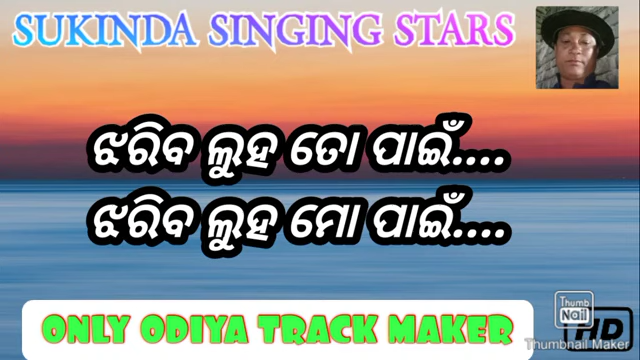 SUKINDA SINGING STARS
ଝରିବ ଲୁହ ତୋ ପାଇଁ....
ଝରିବ ଲୁହ ମୋ ପାଇଁ....
ONLY ODIYA TRACK MAKER
Thumb
Nail
HD
Thumbnail Maker